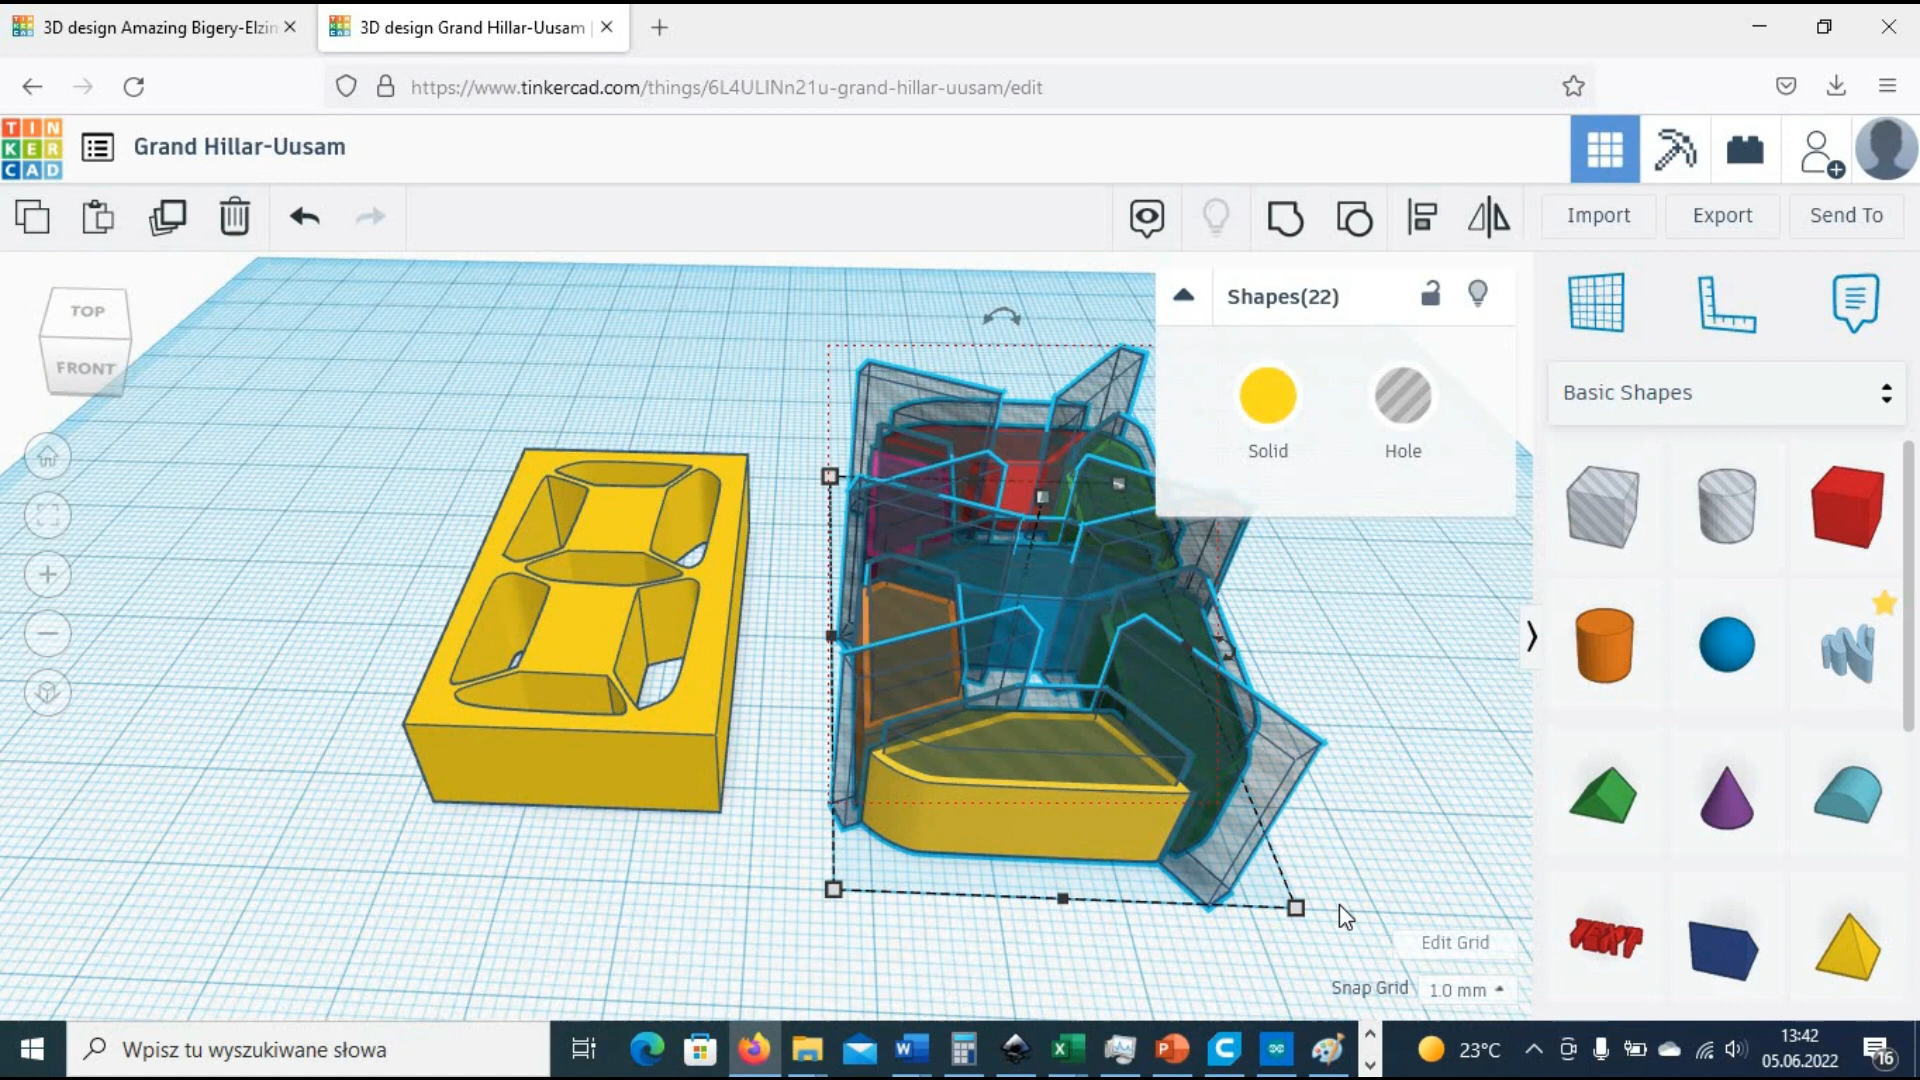 3D design Amazing Bigery-Elzin
3D design Grand Hillar-Uusam |
https://www.tinkercad.com/things/6L4ULINn21u-grand-hillar-uusam/edit
TIN
KER
CAD
Grand Hillar-Uusam
Import
Export
Send To
TOP
FRONT
Shapes(22)
Solid
Hole
Basic Shapes
TEXT
Edit Grid
Snap Grid
1.0 mm
Wpisz tu wyszukiwane słowa
23°C
13:42
05.06.2022
16